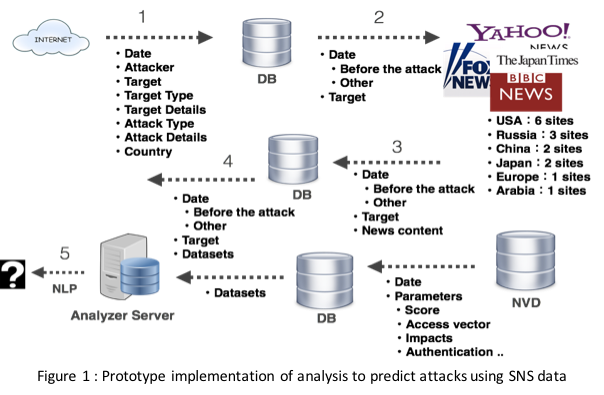 INTERNET
1
• Date
• Attacker
• Target
• Target Type
• Target Details
• Attack Type
• Attack Details
• Country
DB
2
• Date
• Before the attack
• Other
• Target
YAHOO!
NEWS
FOX
NEWS
The Japan Times
BBC
NEWS
• USA：6 sites
• Russia：3 sites
• China：2 sites
• Japan：2 sites
• Europe：1 sites
• Arabia：1 sites
3
• Date
• Before the attack
• Other
• Target
• News content
DB
4
• Date
• Before the attack
• Other
• Target
• Datasets
NVD
• Date
• Parameters
• Score
• Access vector
• Impacts
• Authentication ..
DB
• Datasets
Analyzer Server
5
NLP
?
Figure 1 : Prototype implementation of analysis to predict attacks using SNS data